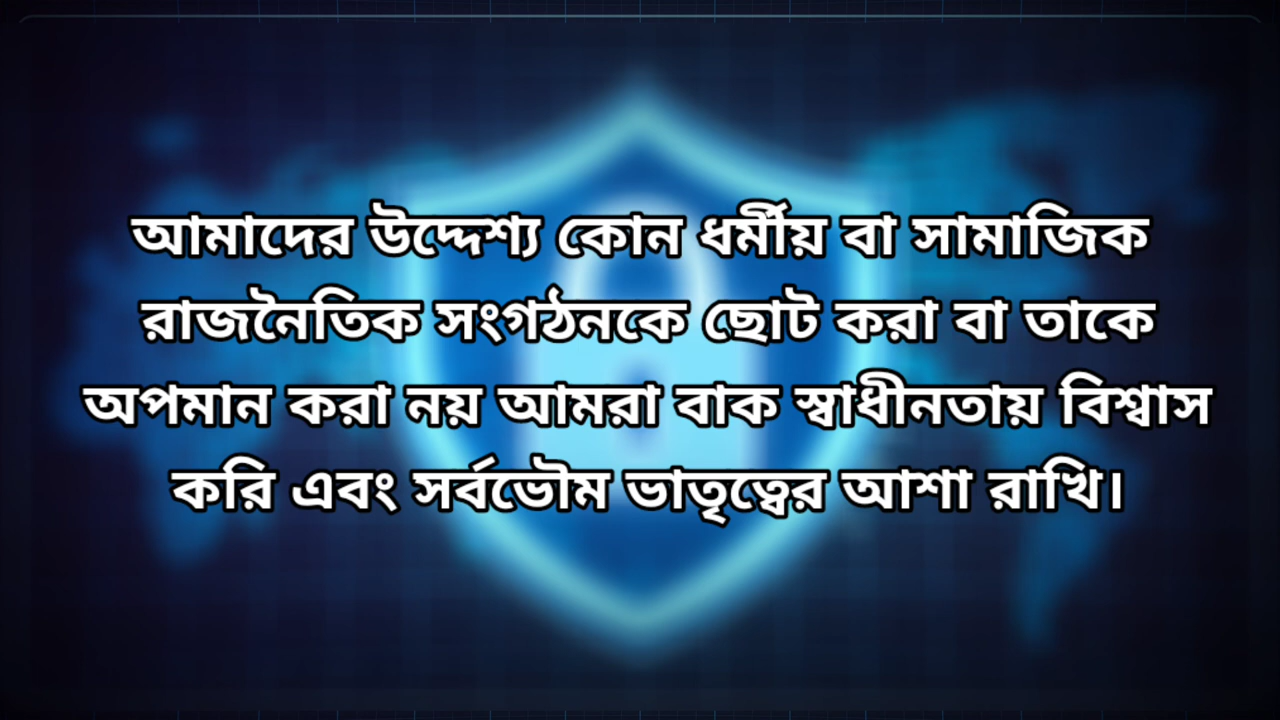 আমাদের উদ্দেশ্য কোন ধর্মীয় বা সামাজিক
রাজনৈতিক সংগঠনকে ছোট করা বা তাকে
অপমান করা নয় আমরা বাক স্বাধীনতায় বিশ্বাস
করি এবং সর্বভৌম ভাতৃত্বের আশা রাখি।